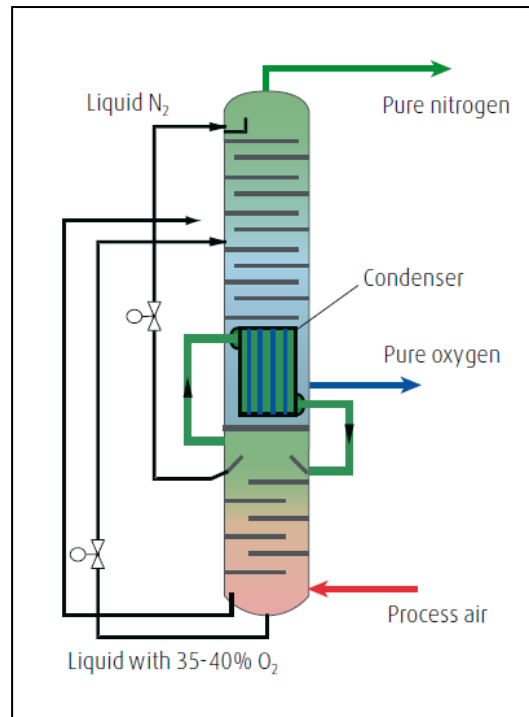 Liquid N₂
Pure nitrogen
Condenser
Pure oxygen
Process air
Liquid with 35-40% O₂